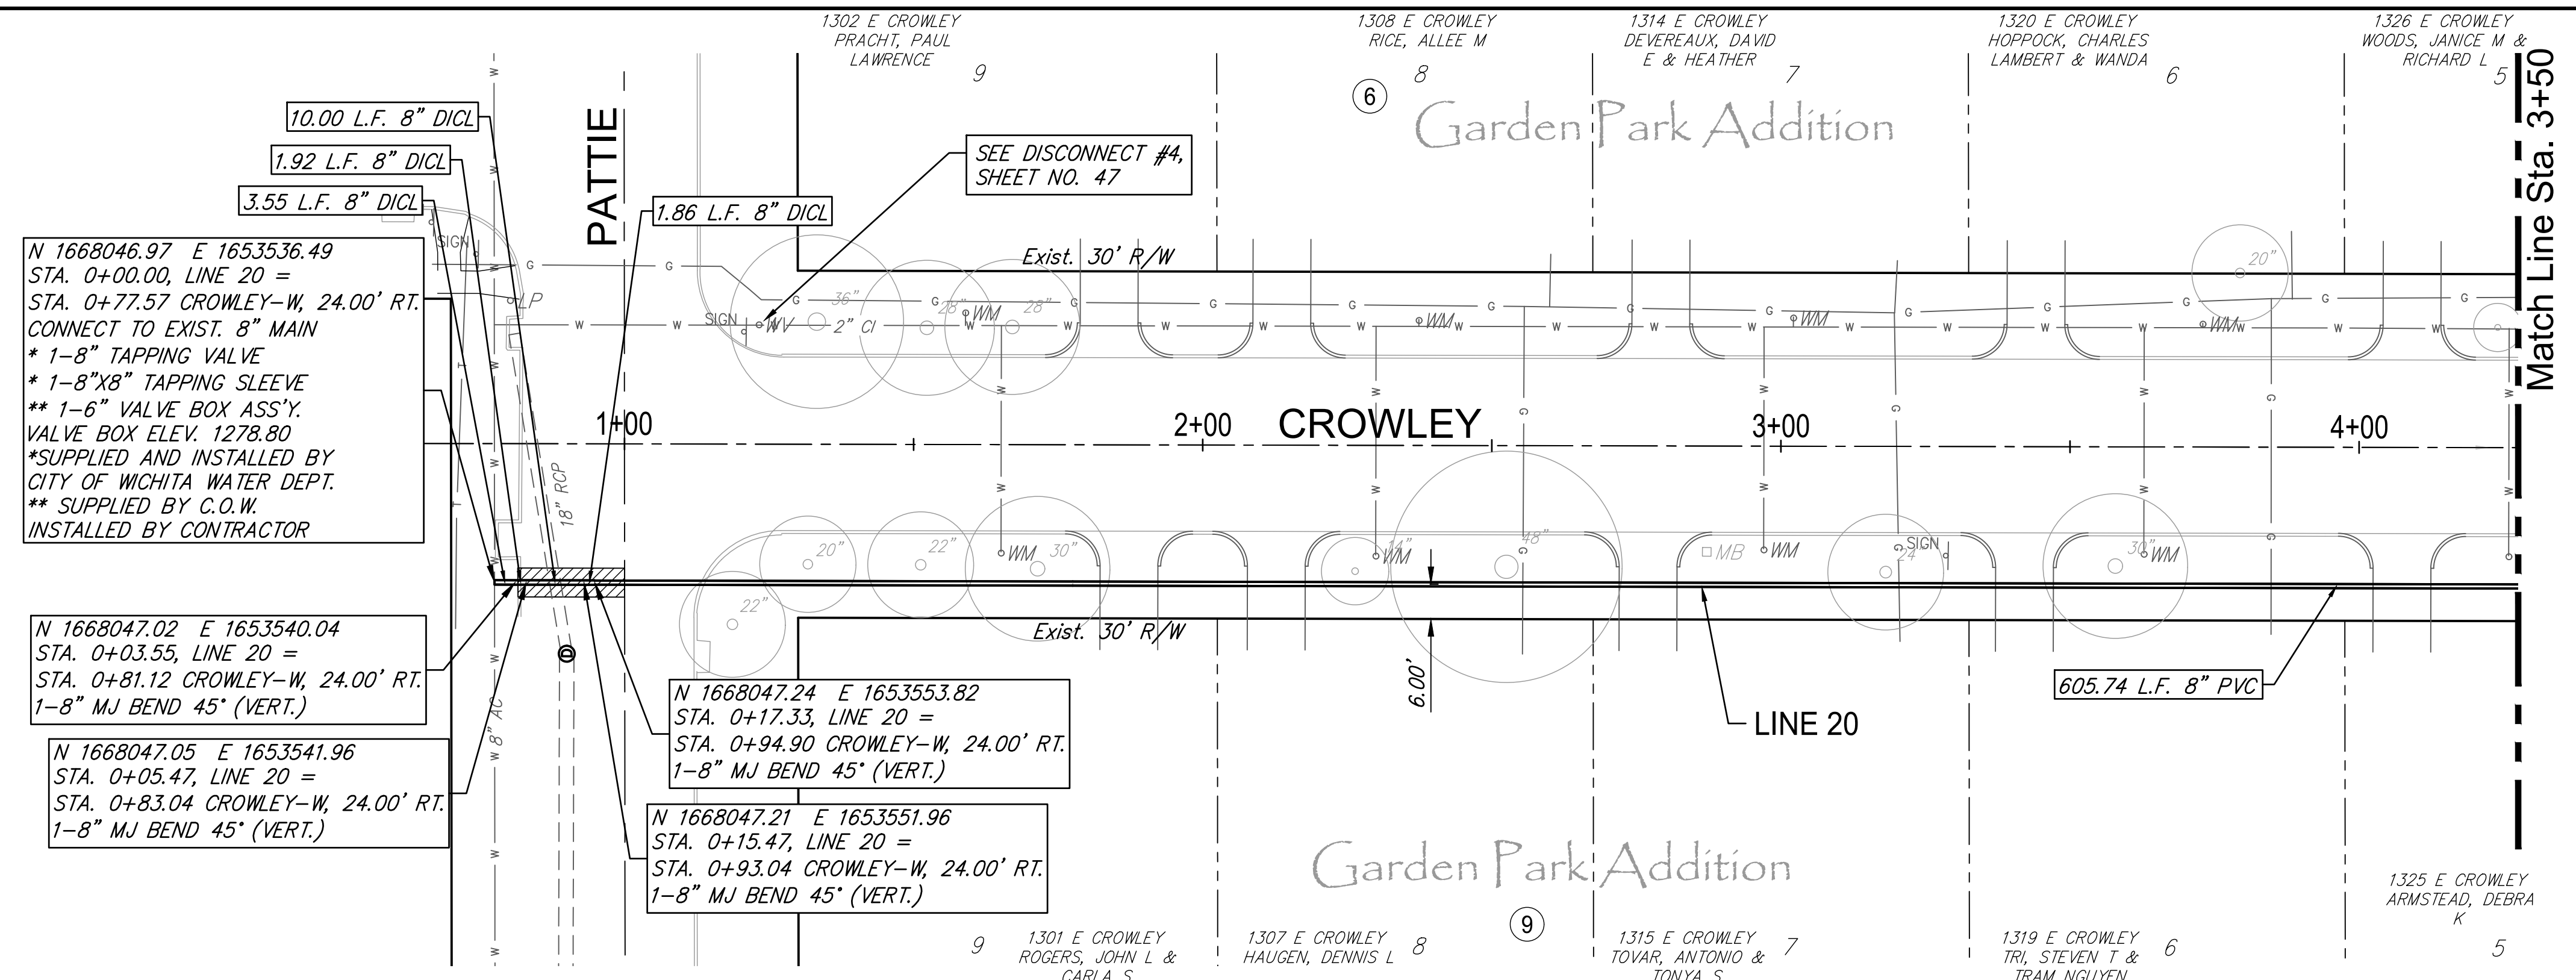 1302 E CROWLEY
PRACHT, PAUL
LAWRENCE
9
1308 E CROWLEY
RICE, ALLEE M
8
1314 E CROWLEY
DEVEREAUX, DAVID
E & HEATHER
7
1320 E CROWLEY
HOPPOCK, CHARLES
LAMBERT & WANDA
6
1326 E CROWLEY
WOODS, JANICE M &
RICHARD L
5
6
Garden Park Addition
Match Line Sta. 3+50
10.00 L.F. 8" DICL
1.92 L.F. 8" DICL
3.55 L.F. 8" DICL
PATTIE
1.86 L.F. 8" DICL
SEE DISCONNECT #4,
SHEET NO. 47
N 1668046.97 E 1653536.49
STA. 0+00.00, LINE 20 =
STA. 0+77.57 CROWLEY-W, 24.00' RT.
CONNECT TO EXIST. 8" MAIN
* 1-8" TAPPING VALVE
* 1-8"X8" TAPPING SLEEVE
** 1-6" VALVE BOX ASS'Y.
VALVE BOX ELEV. 1278.80
*SUPPLIED AND INSTALLED BY
CITY OF WICHITA WATER DEPT.
** SUPPLIED BY C.O.W.
INSTALLED BY CONTRACTOR
SIGN
LP
Exist. 30' R/W
G G G G G G G G G G G G G G
SIGN WV 2" CI
36" 28" 28" 20"
WM WM WM WM
W W W W W W W W W W W W W W
1+00 2+00 CROWLEY 3+00 4+00
18" RCP
T
T
20" 22" WM 30" 14" WM 48" MB WM 24" SIGN 30" WM
22"
D
Exist. 30' R/W
6.00'
LINE 20
605.74 L.F. 8" PVC
N 1668047.02 E 1653540.04
STA. 0+03.55, LINE 20 =
STA. 0+81.12 CROWLEY-W, 24.00' RT.
1-8" MJ BEND 45° (VERT.)
8" AC
N 1668047.05 E 1653541.96
STA. 0+05.47, LINE 20 =
STA. 0+83.04 CROWLEY-W, 24.00' RT.
1-8" MJ BEND 45° (VERT.)
N 1668047.24 E 1653553.82
STA. 0+17.33, LINE 20 =
STA. 0+94.90 CROWLEY-W, 24.00' RT.
1-8" MJ BEND 45° (VERT.)
N 1668047.21 E 1653551.96
STA. 0+15.47, LINE 20 =
STA. 0+93.04 CROWLEY-W, 24.00' RT.
1-8" MJ BEND 45° (VERT.)
Garden Park Addition
9
9
1301 E CROWLEY
ROGERS, JOHN L &
CARLA S
1307 E CROWLEY
HAUGEN, DENNIS L
8
1315 E CROWLEY
TOVAR, ANTONIO &
TONYA S
7
1319 E CROWLEY
TRI, STEVEN T &
TRAM NGUYEN
6
1325 E CROWLEY
ARMSTEAD, DEBRA
K
5